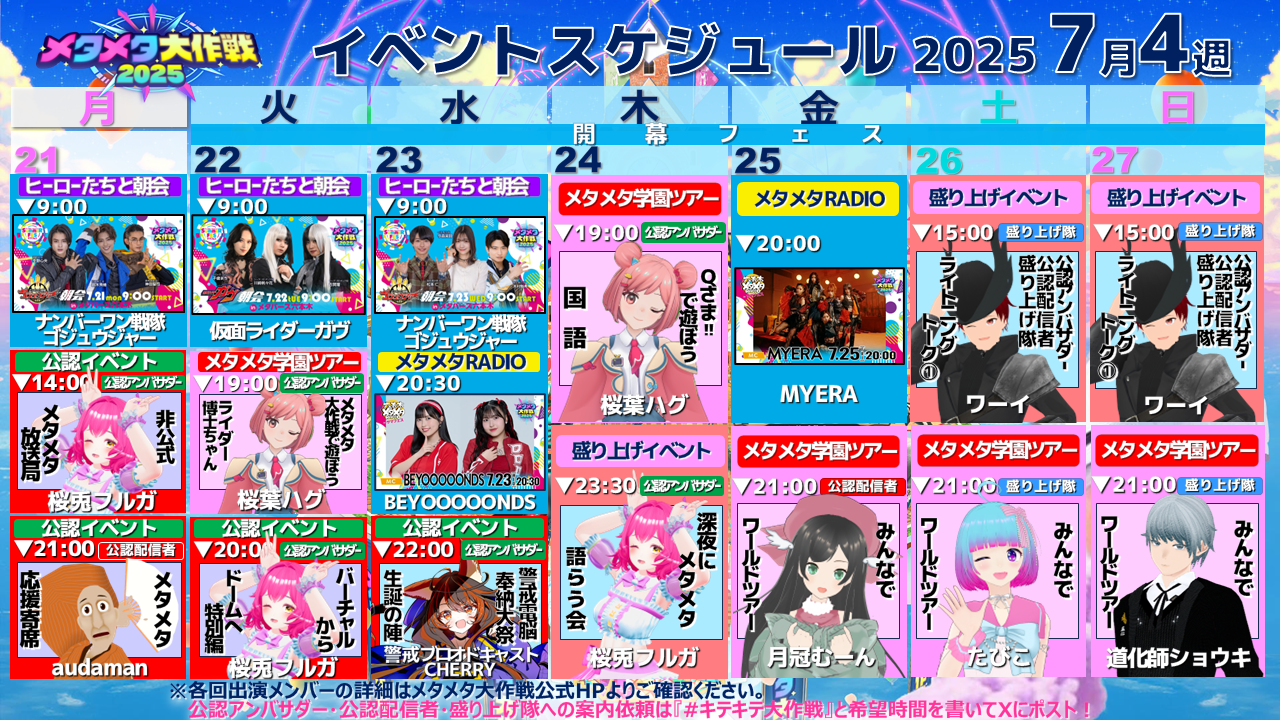 メタメタ大作戦
2025
イベントスケジュール 2025 7月4週
月 火 水 木 金 土 日
開幕フェス
21 22 23 24 25 26 27
ヒーローたちと朝会
▼9:00
朝会 7.21 MON 9:00 START
ナンバーワン戦隊
ゴジュウジャー
公認イベント
▼14:00 公認アンバサダー
非公式
メタメタ
放送局
桜兎フルガ
公認イベント
▼21:00 公認配信者
メタメタ
応援寄席
audaman
ヒーローたちと朝会
▼9:00
朝会 7.22 TUE 9:00 START
仮面ライダーガヴ
メタメタ学園ツアー
▼19:00 公認アンバサダー
メタメタ
大作戦で遊ぼう
ライダー
博士ちゃん
桜葉ハグ
公認イベント
▼20:00 公認アンバサダー
バーチャル
から
ドームへ
特別編
桜兎フルガ
ヒーローたちと朝会
▼9:00
朝会 7.23 WED 9:00 START
ナンバーワン戦隊
ゴジュウジャー
メタメタRADIO
▼20:30
MC BEYOOOOONDS 7.23 20:30
BEYOOOOONDS
公認イベント
▼22:00 公認アンバサダー
警戒電脳
奉納大祭
生誕の陣
警戒ブロオドキャスト
CHERRY
メタメタ学園ツアー
▼19:00 公認アンバサダー
Qさま!!
で遊ぼう
国語
桜葉ハグ
盛り上げイベント
▼23:30 公認アンバサダー
深夜に
メタメタ
語らう会
桜兎フルガ
メタメタRADIO
▼20:00
MC MYERA 7.25 20:00
MYERA
メタメタ学園ツアー
▼21:00 公認配信者
みんなで
ワールドツアー
月冠むーん
盛り上げイベント
▼15:00 盛り上げ隊
公認アンバサダー
公認配信者
盛り上げ隊
ライトニング
トーク①
ワーイ
メタメタ学園ツアー
▼21:00 盛り上げ隊
みんなで
ワールドツアー
たびこ
盛り上げイベント
▼15:00 盛り上げ隊
公認アンバサダー
公認配信者
盛り上げ隊
ライトニング
トーク①
ワーイ
メタメタ学園ツアー
▼21:00 盛り上げ隊
みんなで
ワールドツアー
道化師ショウキ
※各回出演メンバーの詳細はメタメタ大作戦公式HPよりご確認ください。
公認アンバサダー・公認配信者・盛り上げ隊への案内依頼は『#キテキテ大作戦』と希望時間を書いてXにポスト！